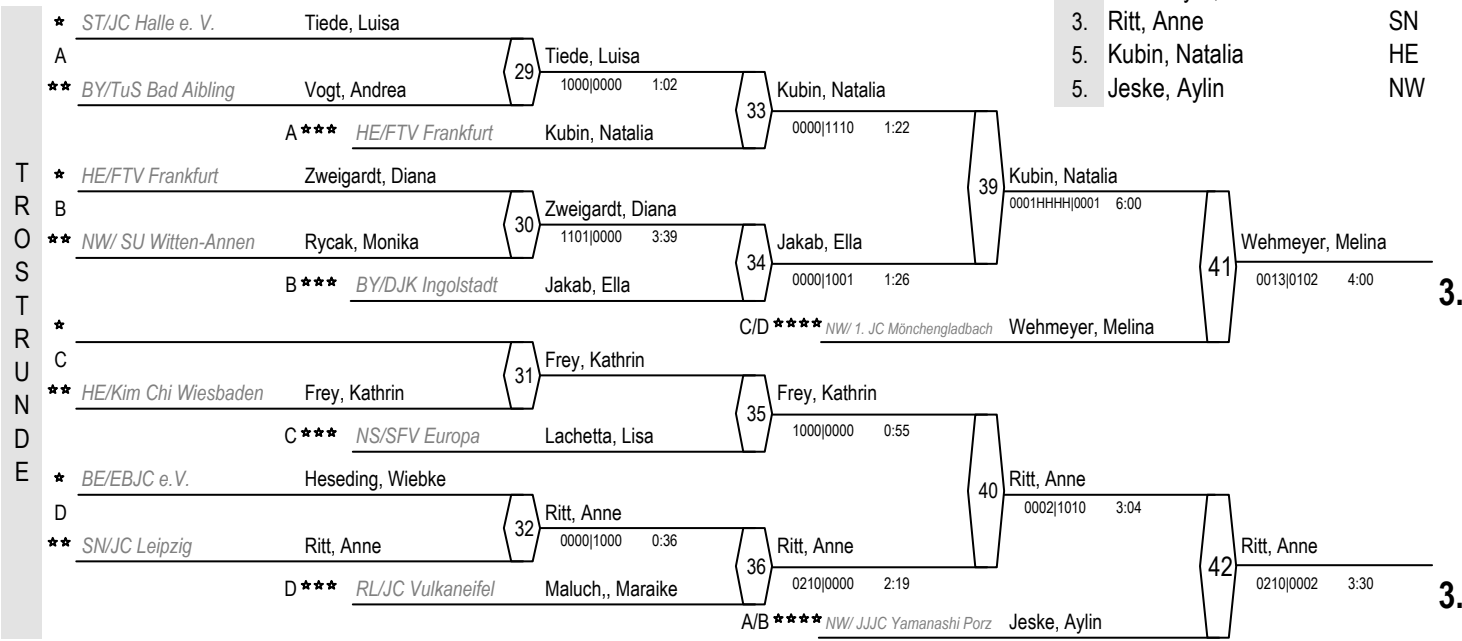 TROSTRUNDE
* ST/JC Halle e. V. Tiede, Luisa
A
** BY/TuS Bad Aibling Vogt, Andrea
29 Tiede, Luisa
1000|0000 1:02
A *** HE/FTV Frankfurt Kubin, Natalia
33 Kubin, Natalia
0000|1110 1:22
* HE/FTV Frankfurt Zweigardt, Diana
B
** NW/ SU Witten-Annen Rycak, Monika
30 Zweigardt, Diana
1101|0000 3:39
B *** BY/DJK Ingolstadt Jakab, Ella
34 Jakab, Ella
0000|1001 1:26
39 Kubin, Natalia
0001HHHH|0001 6:00
C/D **** NW/ 1. JC Mönchengladbach Wehmeyer, Melina
41 Wehmeyer, Melina
0013|0102 4:00
3.
*
C
** HE/Kim Chi Wiesbaden Frey, Kathrin
31 Frey, Kathrin
C *** NS/SFV Europa Lachetta, Lisa
35 Frey, Kathrin
1000|0000 0:55
* BE/EBJC e.V. Heseding, Wiebke
D
** SN/JC Leipzig Ritt, Anne
32 Ritt, Anne
0000|1000 0:36
D *** RL/JC Vulkaneifel Maluch,, Maraike
36 Ritt, Anne
0210|0000 2:19
40 Ritt, Anne
0002|1010 3:04
A/B **** NW/ JJJC Yamanashi Porz Jeske, Aylin
42 Ritt, Anne
0210|0002 3:30
3.
3. Ritt, Anne SN
5. Kubin, Natalia HE
5. Jeske, Aylin NW